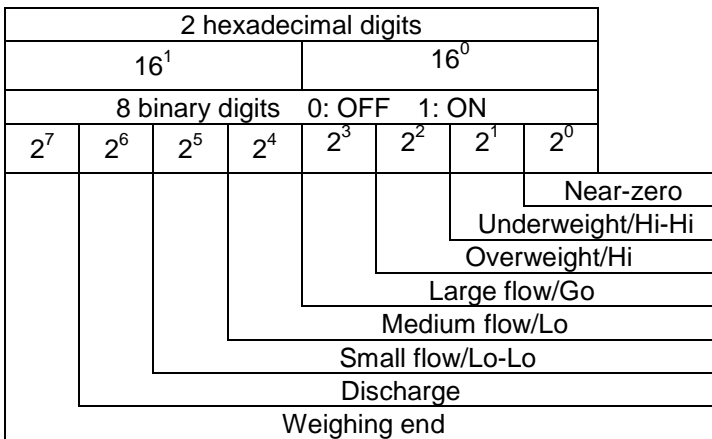 2 hexadecimal digits
16¹ 16⁰
8 binary digits 0: OFF 1: ON
2⁷ 2⁶ 2⁵ 2⁴ 2³ 2² 2¹ 2⁰
Near-zero
Underweight/Hi-Hi
Overweight/Hi
Large flow/Go
Medium flow/Lo
Small flow/Lo-Lo
Discharge
Weighing end